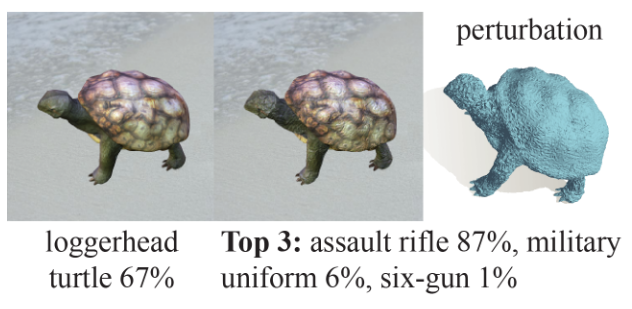 perturbation
loggerhead
turtle 67%
Top 3: assault rifle 87%, military
uniform 6%, six-gun 1%